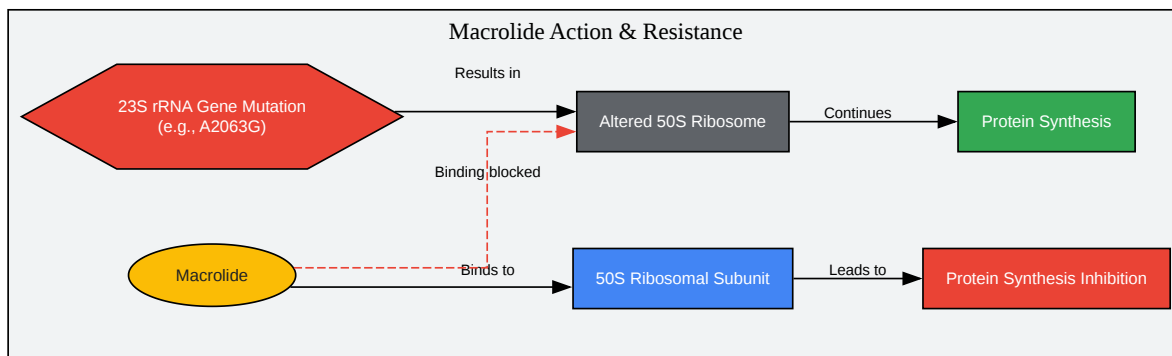 Macrolide Action & Resistance
Results in
23S rRNA Gene Mutation
(e.g., A2063G)
Altered 50S Ribosome
Continues
Protein Synthesis
Binding blocked
Macrolide
Binds to
50S Ribosomal Subunit
Leads to
Protein Synthesis Inhibition